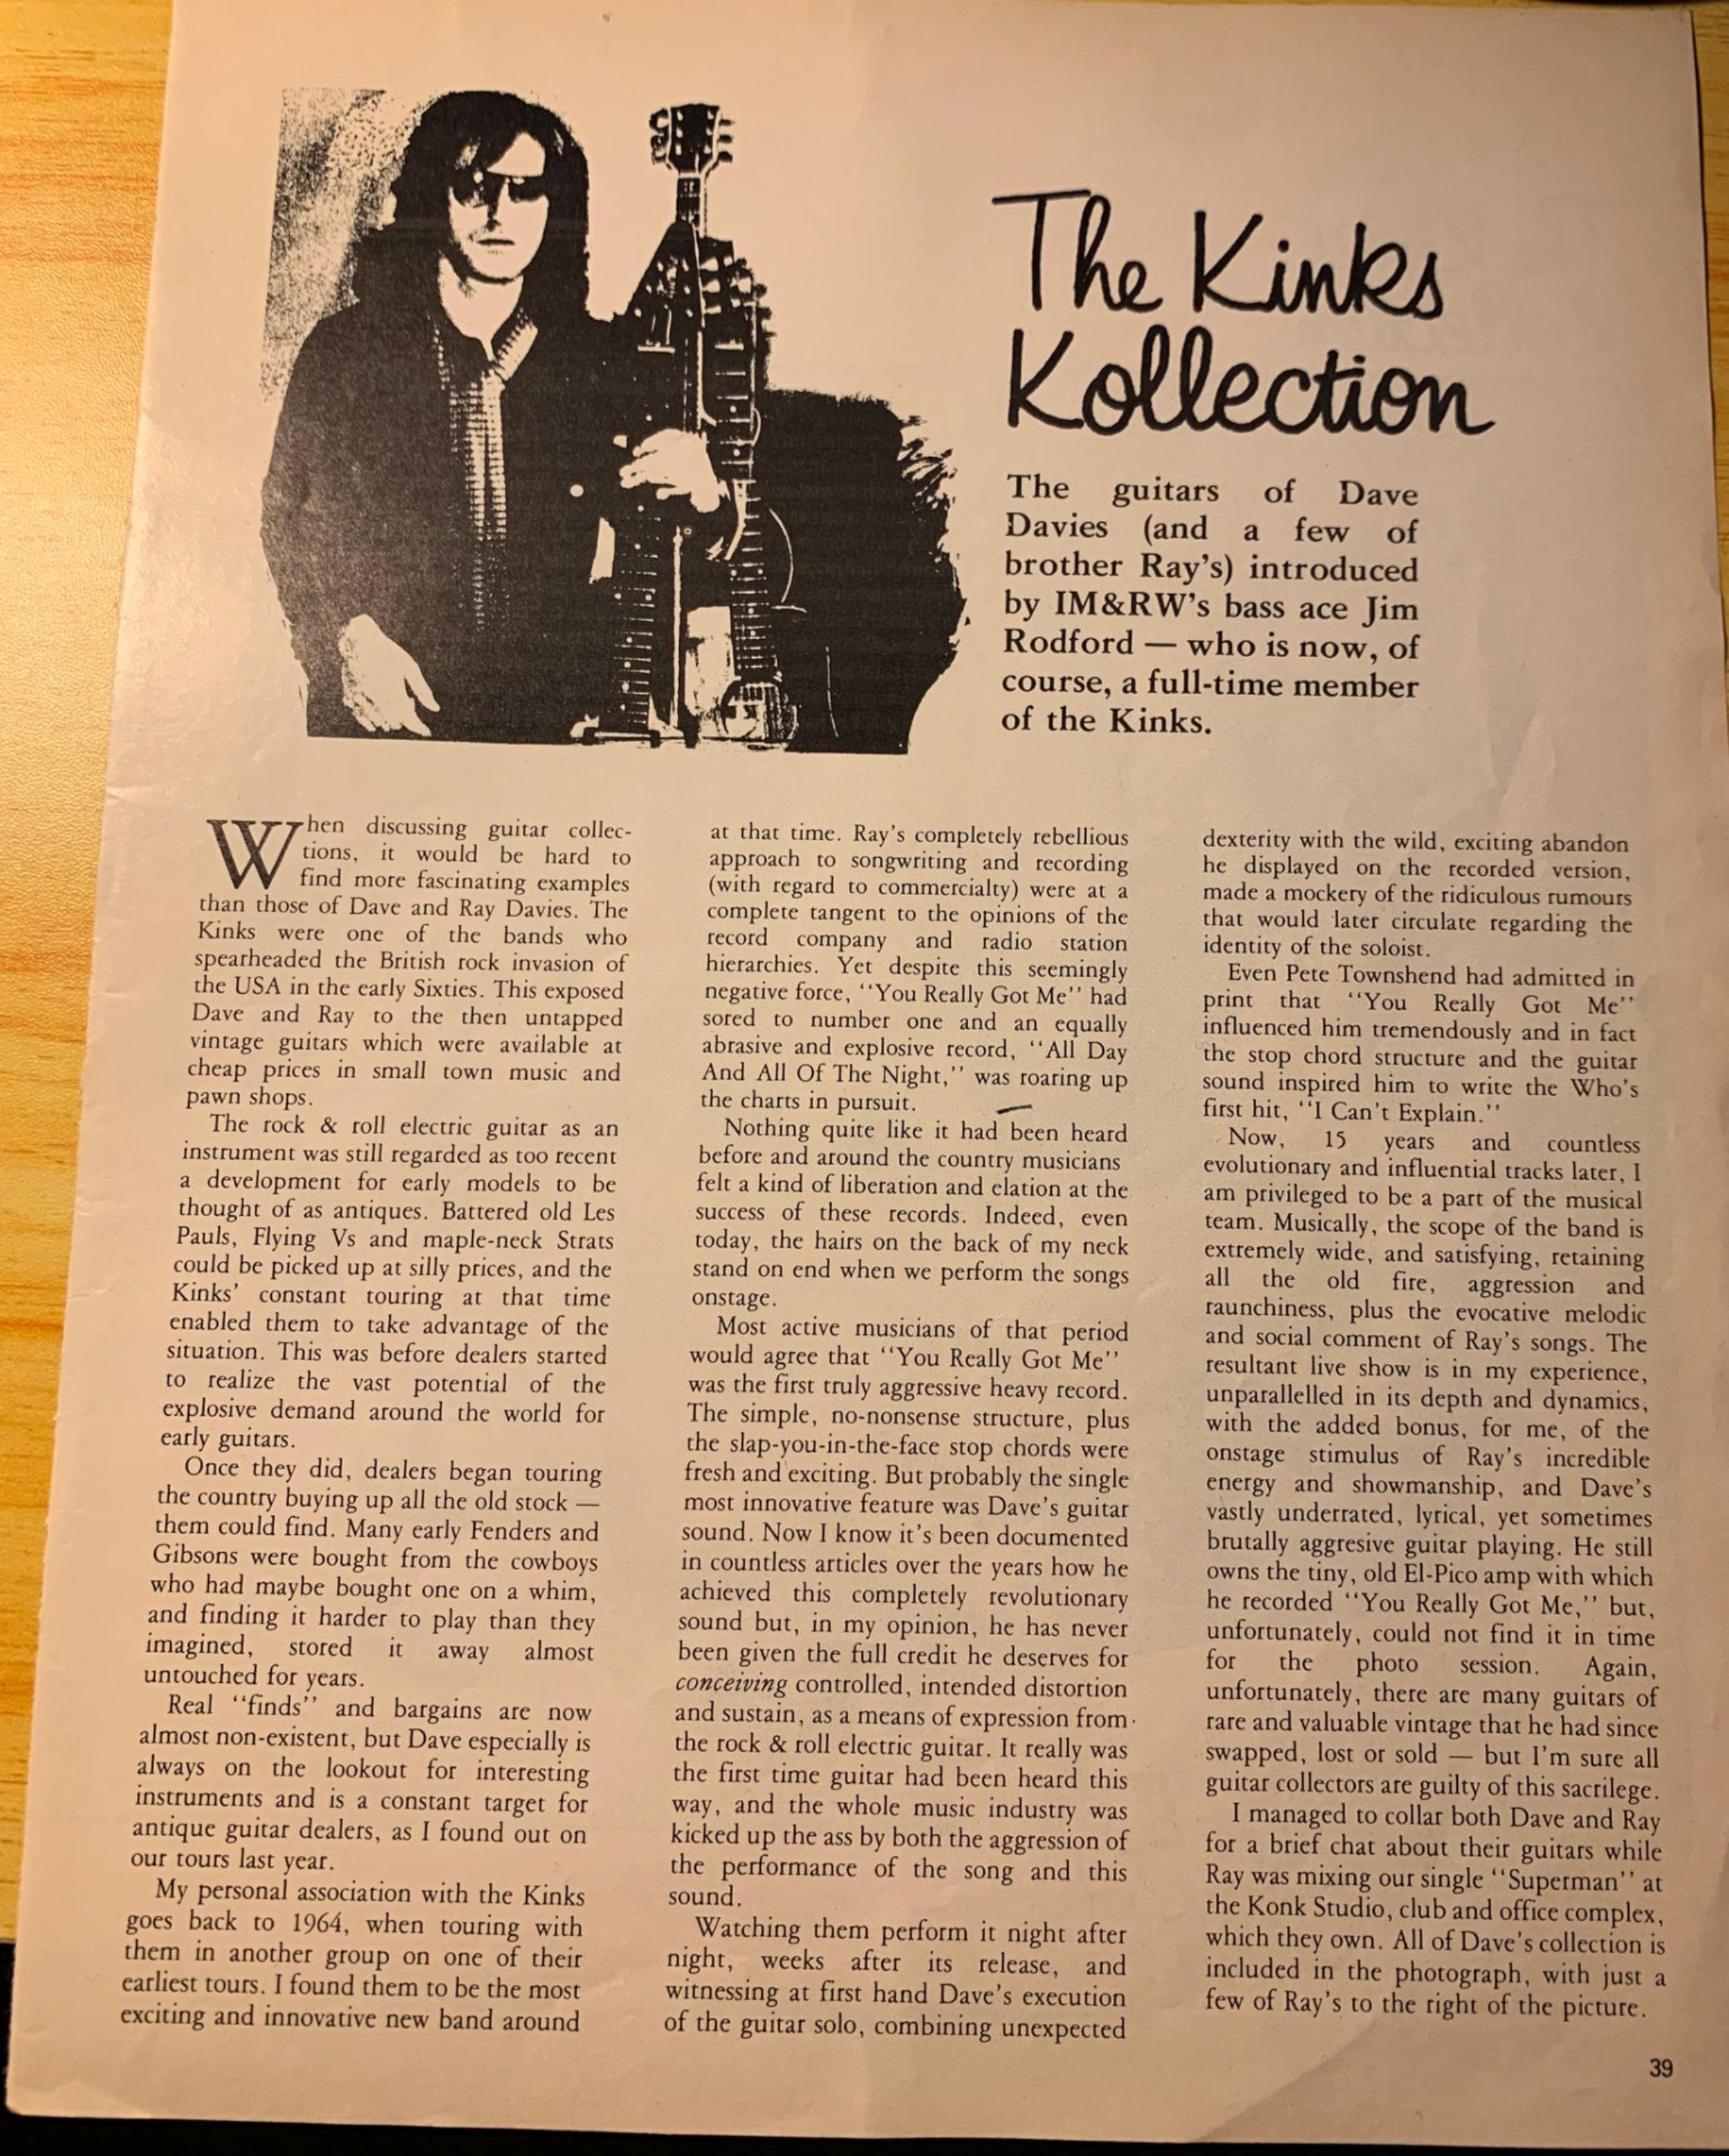 The Kinks
Kollection
The guitars of Dave
Davies (and a few of
brother Ray's) introduced
by IM&RW's bass ace Jim
Rodford — who is now, of
course, a full-time member
of the Kinks.
When discussing guitar collec-
tions, it would be hard to
find more fascinating examples
than those of Dave and Ray Davies. The
Kinks were one of the bands who
spearheaded the British rock invasion of
the USA in the early Sixties. This exposed
Dave and Ray to the then untapped
vintage guitars which were available at
cheap prices in small town music and
pawn shops.
The rock & roll electric guitar as an
instrument was still regarded as too recent
a development for early models to be
thought of as antiques. Battered old Les
Pauls, Flying Vs and maple-neck Strats
could be picked up at silly prices, and the
Kinks' constant touring at that time
enabled them to take advantage of the
situation. This was before dealers started
to realize the vast potential of the
explosive demand around the world for
early guitars.
Once they did, dealers began touring
the country buying up all the old stock —
them could find. Many early Fenders and
Gibsons were bought from the cowboys
who had maybe bought one on a whim,
and finding it harder to play than they
imagined, stored it away almost
untouched for years.
Real ''finds'' and bargains are now
almost non-existent, but Dave especially is
always on the lookout for interesting
instruments and is a constant target for
antique guitar dealers, as I found out on
our tours last year.
My personal association with the Kinks
goes back to 1964, when touring with
them in another group on one of their
earliest tours. I found them to be the most
exciting and innovative new band around
at that time. Ray's completely rebellious
approach to songwriting and recording
(with regard to commercialty) were at a
complete tangent to the opinions of the
record company and radio station
hierarchies. Yet despite this seemingly
negative force, ''You Really Got Me'' had
sored to number one and an equally
abrasive and explosive record, ''All Day
And All Of The Night,'' was roaring up
the charts in pursuit.
Nothing quite like it had been heard
before and around the country musicians
felt a kind of liberation and elation at the
success of these records. Indeed, even
today, the hairs on the back of my neck
stand on end when we perform the songs
onstage.
Most active musicians of that period
would agree that ''You Really Got Me''
was the first truly aggressive heavy record.
The simple, no-nonsense structure, plus
the slap-you-in-the-face stop chords were
fresh and exciting. But probably the single
most innovative feature was Dave's guitar
sound. Now I know it's been documented
in countless articles over the years how he
achieved this completely revolutionary
sound but, in my opinion, he has never
been given the full credit he deserves for
conceiving controlled, intended distortion
and sustain, as a means of expression from
the rock & roll electric guitar. It really was
the first time guitar had been heard this
way, and the whole music industry was
kicked up the ass by both the aggression of
the performance of the song and this
sound.
Watching them perform it night after
night, weeks after its release, and
witnessing at first hand Dave's execution
of the guitar solo, combining unexpected
dexterity with the wild, exciting abandon
he displayed on the recorded version,
made a mockery of the ridiculous rumours
that would later circulate regarding the
identity of the soloist.
Even Pete Townshend had admitted in
print that ''You Really Got Me''
influenced him tremendously and in fact
the stop chord structure and the guitar
sound inspired him to write the Who's
first hit, ''I Can't Explain.''
Now, 15 years and countless
evolutionary and influential tracks later, I
am privileged to be a part of the musical
team. Musically, the scope of the band is
extremely wide, and satisfying, retaining
all the old fire, aggression and
raunchiness, plus the evocative melodic
and social comment of Ray's songs. The
resultant live show is in my experience,
unparallelled in its depth and dynamics,
with the added bonus, for me, of the
onstage stimulus of Ray's incredible
energy and showmanship, and Dave's
vastly underrated, lyrical, yet sometimes
brutally aggresive guitar playing. He still
owns the tiny, old El-Pico amp with which
he recorded ''You Really Got Me,'' but,
unfortunately, could not find it in time
for the photo session. Again,
unfortunately, there are many guitars of
rare and valuable vintage that he had since
swapped, lost or sold — but I'm sure all
guitar collectors are guilty of this sacrilege.
I managed to collar both Dave and Ray
for a brief chat about their guitars while
Ray was mixing our single ''Superman'' at
the Konk Studio, club and office complex,
which they own. All of Dave's collection is
included in the photograph, with just a
few of Ray's to the right of the picture.
39